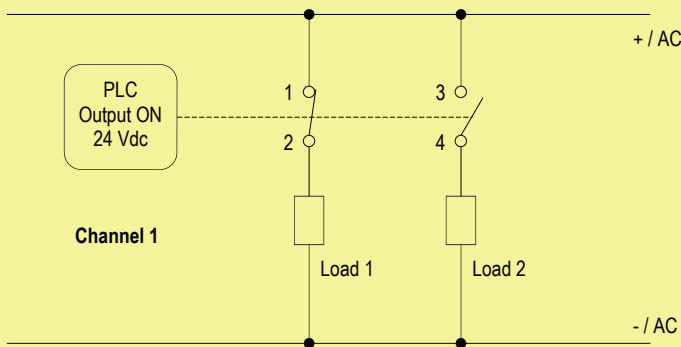 + / AC
PLC
Output ON
24 Vdc
1
3
2
4
Channel 1
Load 1
Load 2
- / AC